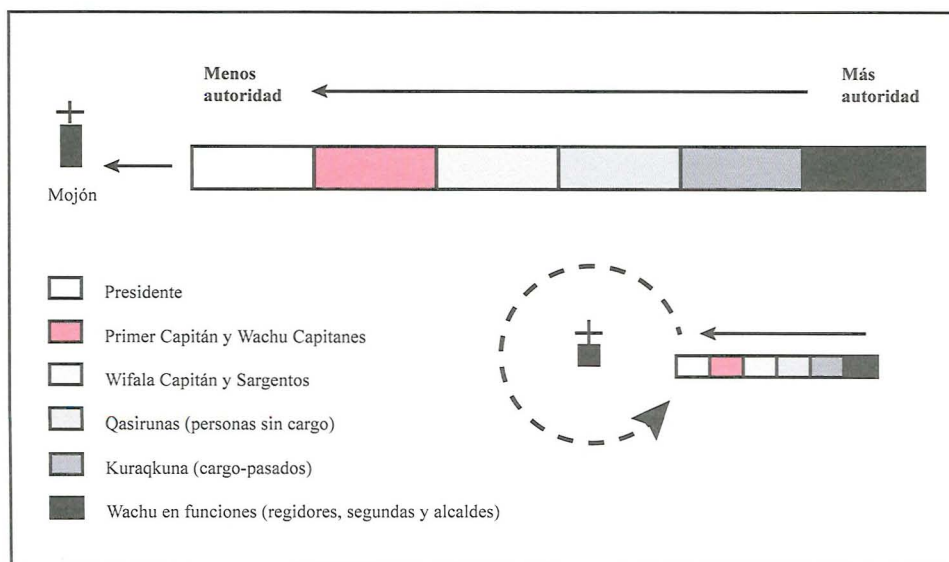 Menos
autoridad
Más
autoridad
Mojón
Presidente
Primer Capitán y Wachu Capitanes
Wifala Capitán y Sargentos
Qasirunas (personas sin cargo)
Kuraqkuna (cargo-pasados)
Wachu en funciones (regidores, segundas y alcaldes)